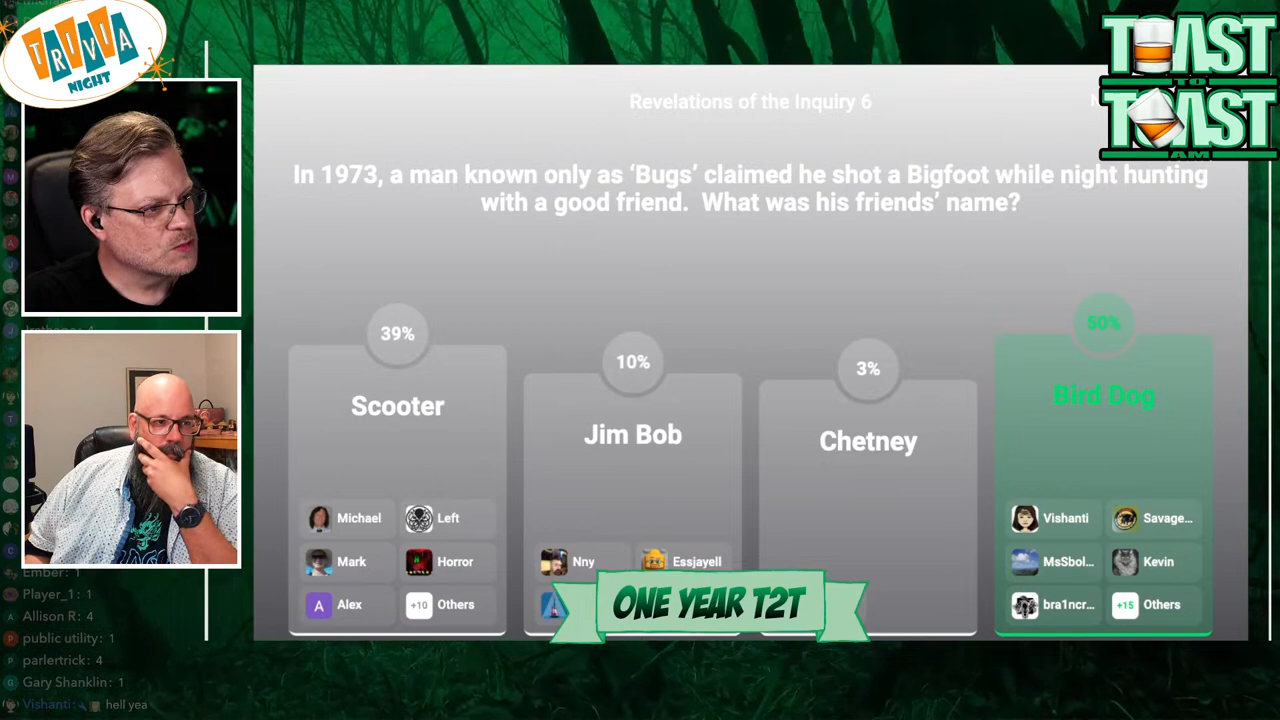 TRIVIA
NIGHT
TOAST
TO
TOAST
AM
Revelations of the Inquiry 6
In 1973, a man known only as ‘Bugs’ claimed he shot a Bigfoot while night hunting
with a good friend. What was his friends’ name?
39%
Scooter
Michael
Left
Mark
Horror
A
Alex
+10
Others
10%
Jim Bob
Nny
Essjayell
3%
Chetney
50%
Bird Dog
Vishanti
Savage...
MsSbol...
Kevin
bra1ncr...
+15
Others
ONE YEAR T2T
Ember: 1
Player_1: 1
Allison R: 4
public utility: 1
parlertrick: 4
Gary Shanklin: 1
Vishanti: hell yea